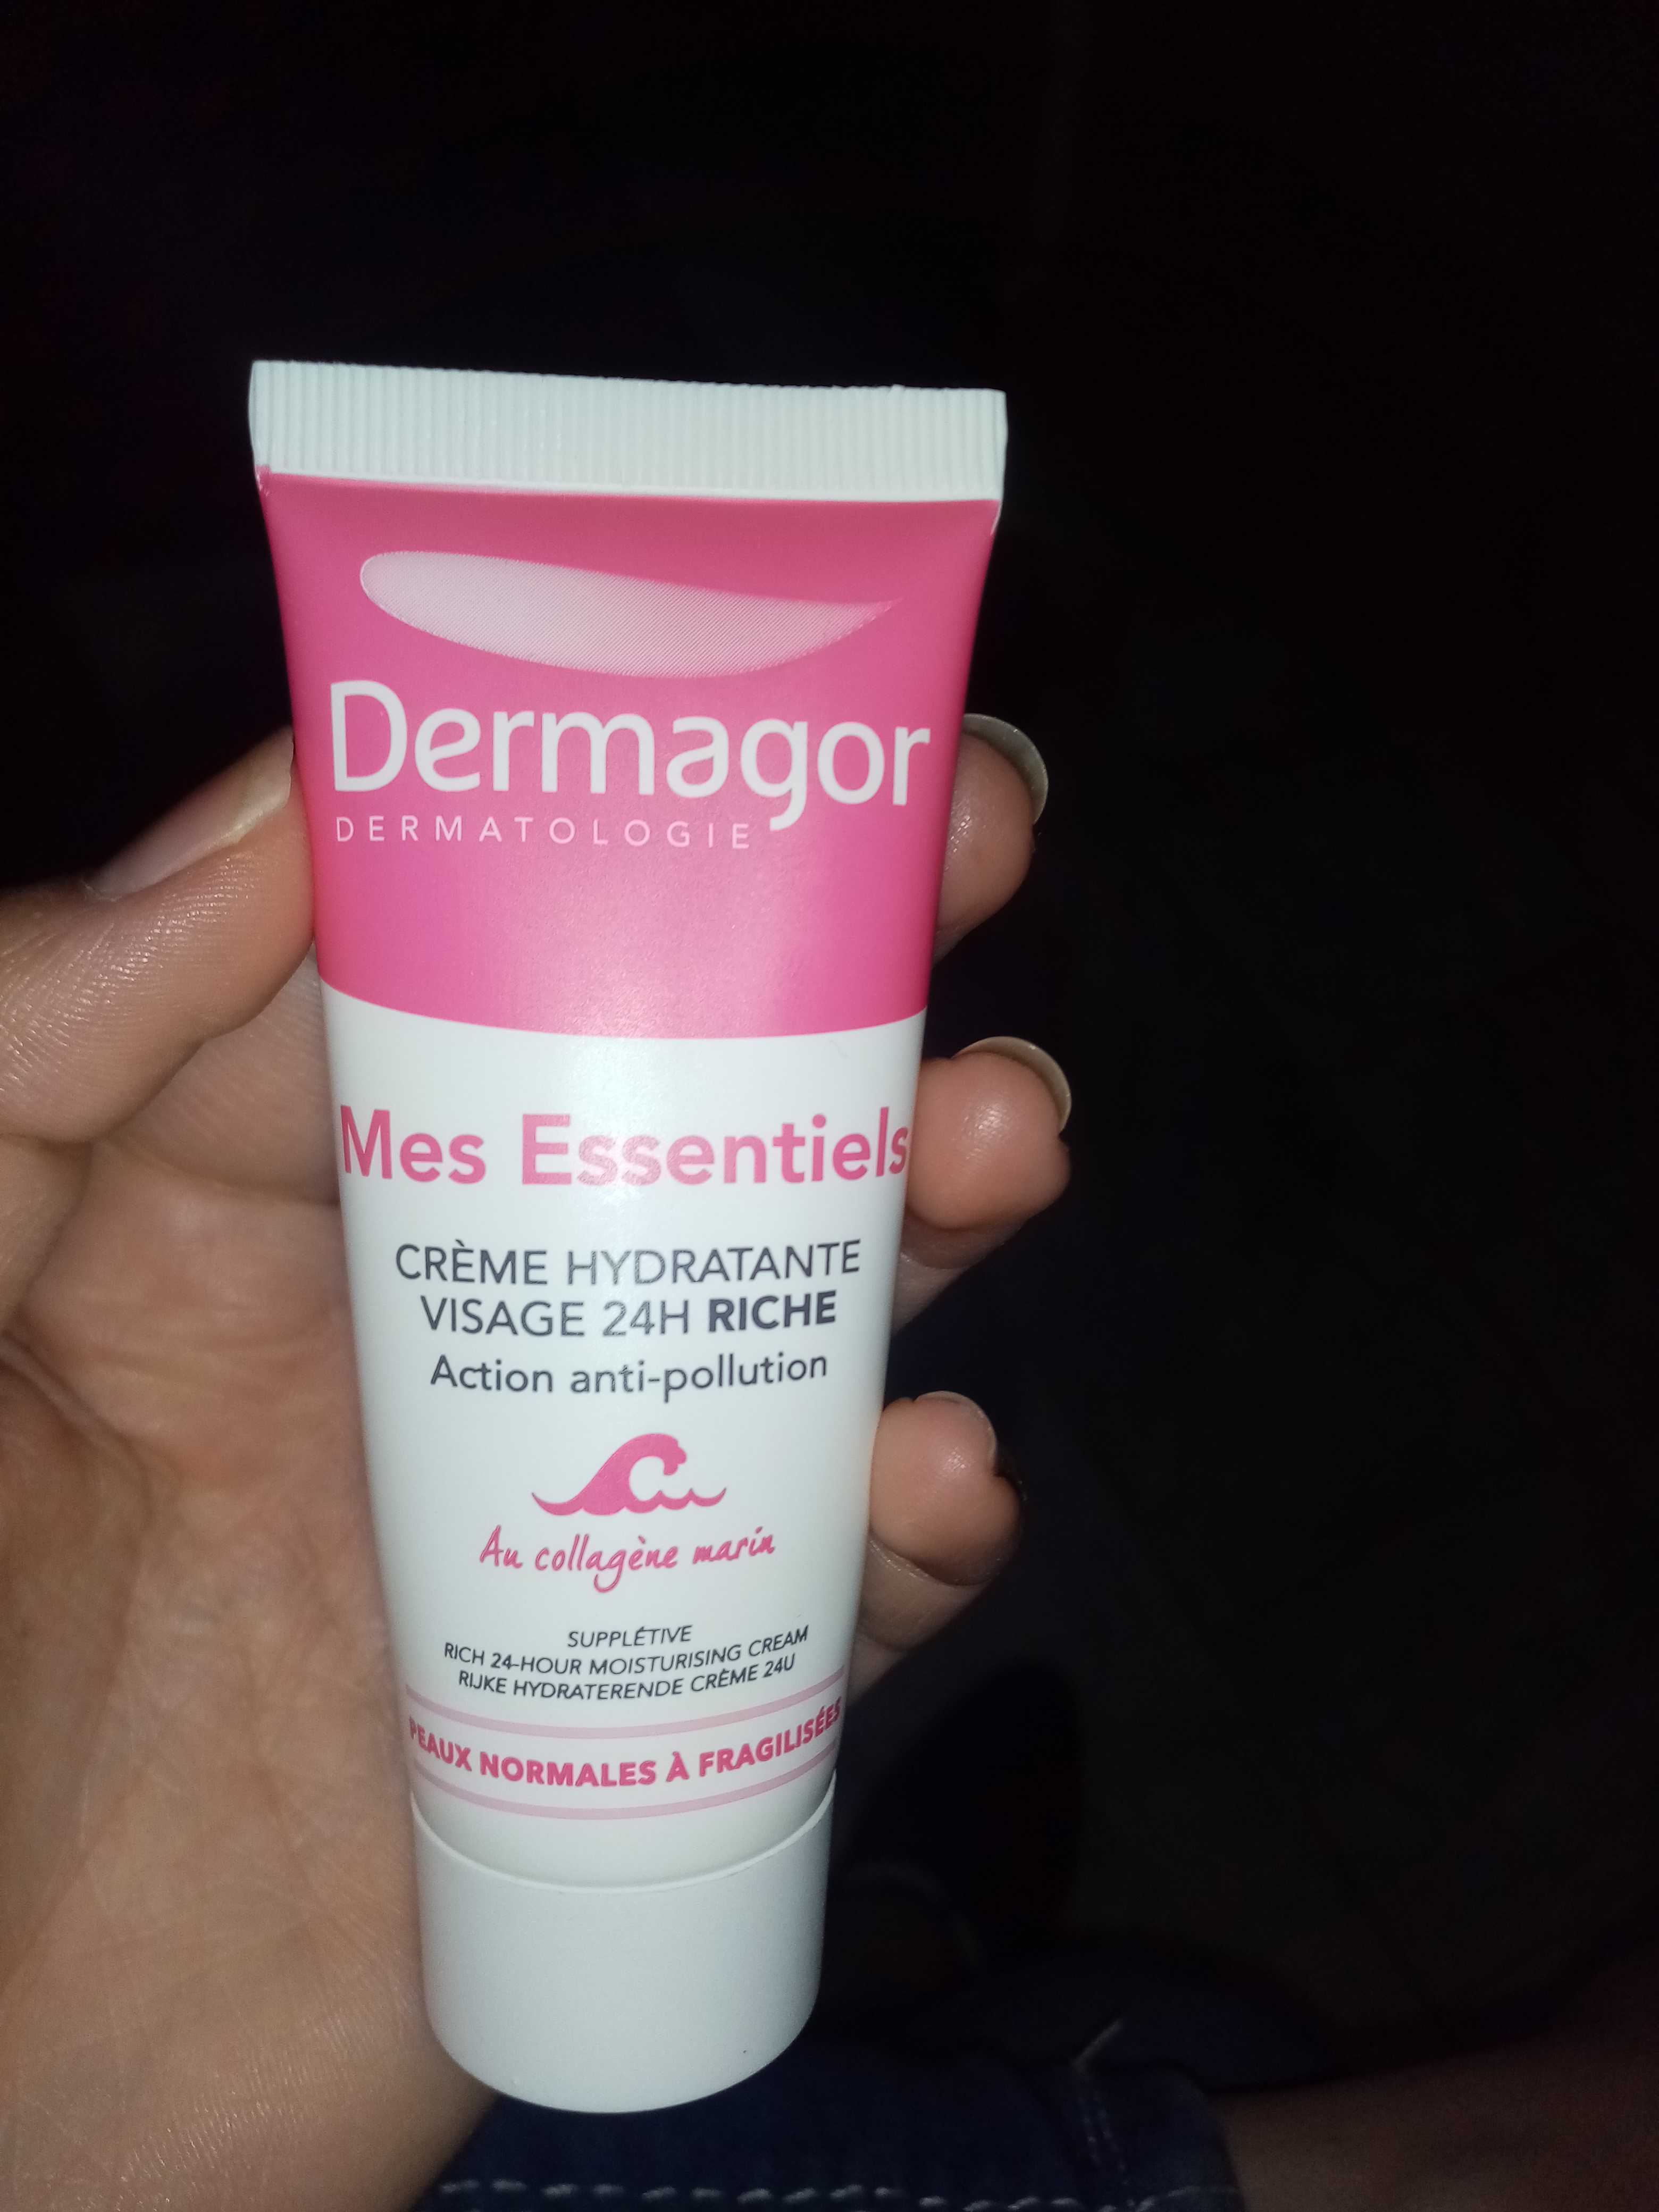 Dermagor
DERMATOLOGIE
Mes Essentiels
CRÈME HYDRATANTE
VISAGE 24H RICHE
Action anti-pollution
Au collagène marin
SUPPLÉTIVE
RICH 24-HOUR MOISTURISING CREAM
RIJKE HYDRATERENDE CRÈME 24U
PEAUX NORMALES À FRAGILISÉES